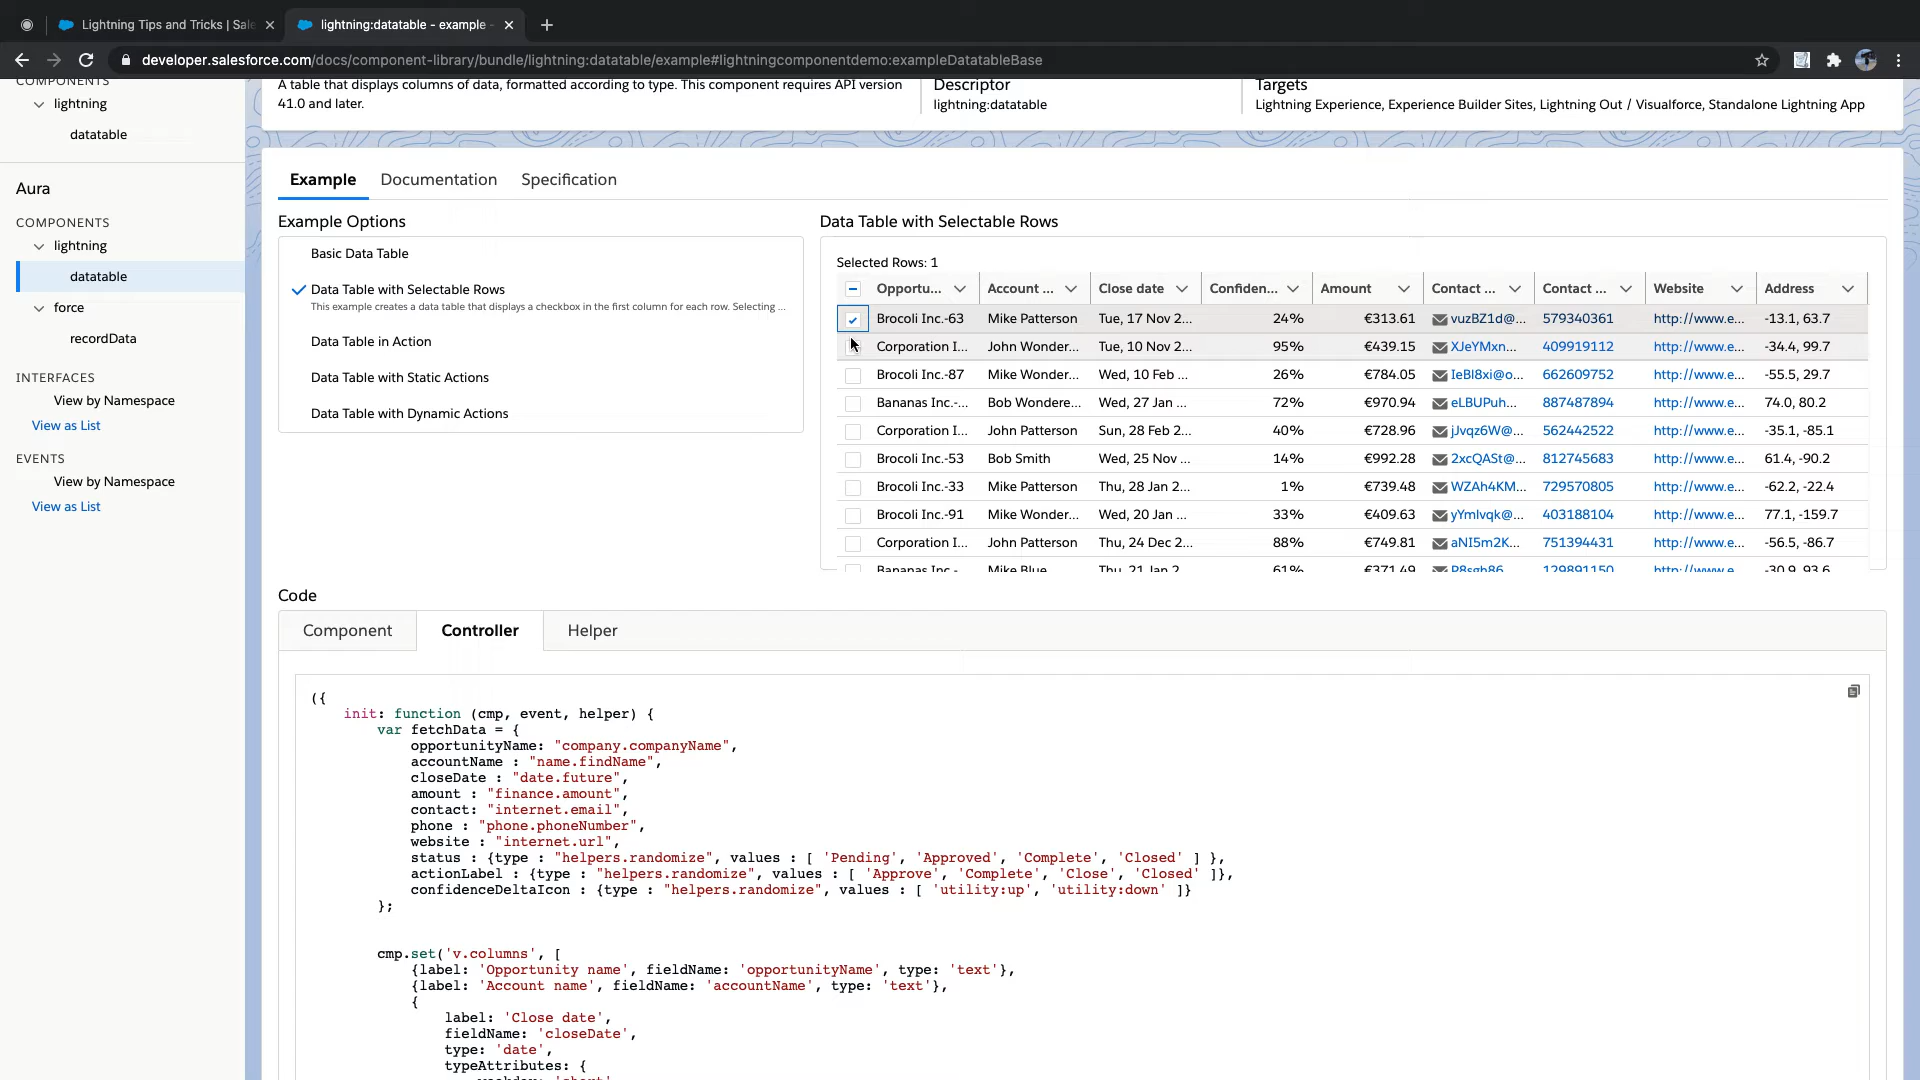 Lightning Tips and Tricks | Sale
lightning:datatable - example -
developer.salesforce.com/docs/component-library/bundle/lightning:datatable/example#lightningcomponentdemo:exampleDatatableBase
COMPONENTS
lightning
datatable
A table that displays columns of data, formatted according to type. This component requires API version
41.0 and later.
Descriptor
lightning:datatable
Targets
Lightning Experience, Experience Builder Sites, Lightning Out / Visualforce, Standalone Lightning App
Aura
COMPONENTS
lightning
datatable
force
recordData
INTERFACES
View by Namespace
View as List
EVENTS
View by Namespace
View as List
Example Documentation Specification
Example Options
Basic Data Table
Data Table with Selectable Rows
This example creates a data table that displays a checkbox in the first column for each row. Selecting ...
Data Table in Action
Data Table with Static Actions
Data Table with Dynamic Actions
Data Table with Selectable Rows
Selected Rows: 1
Opportu... Account ... Close date Confiden... Amount Contact ... Contact ... Website Address
Brocoli Inc.-63 Mike Patterson Tue, 17 Nov 2... 24% €313.61 vuzBZ1d@... 579340361 http://www.e... -13.1, 63.7
Corporation I... John Wonder... Tue, 10 Nov 2... 95% €439.15 XJeYMxn... 409919112 http://www.e... -34.4, 99.7
Brocoli Inc.-87 Mike Wonder... Wed, 10 Feb ... 26% €784.05 IeBl8xi@o... 662609752 http://www.e... -55.5, 29.7
Bananas Inc.-... Bob Wondere... Wed, 27 Jan ... 72% €970.94 eLBUPuh... 887487894 http://www.e... 74.0, 80.2
Corporation I... John Patterson Sun, 28 Feb 2... 40% €728.96 jJvqz6W@... 562442522 http://www.e... -35.1, -85.1
Brocoli Inc.-53 Bob Smith Wed, 25 Nov ... 14% €992.28 2xcQASt@... 812745683 http://www.e... 61.4, -90.2
Brocoli Inc.-33 Mike Patterson Thu, 28 Jan 2... 1% €739.48 WZAh4KM... 729570805 http://www.e... -62.2, -22.4
Brocoli Inc.-91 Mike Wonder... Wed, 20 Jan ... 33% €409.63 yYmlvqk@... 403188104 http://www.e... 77.1, -159.7
Corporation I... John Patterson Thu, 24 Dec 2... 88% €749.81 aNI5m2K... 751394431 http://www.e... -56.5, -86.7
Bananas Inc.- Mike Blue Thu, 21 Jan 2 61% €371.49 P8sgh86 129891150 http://www.e -30.9, 93.6
Code
Component Controller Helper
({
init: function (cmp, event, helper) {
var fetchData = {
opportunityName: "company.companyName",
accountName : "name.findName",
closeDate : "date.future",
amount : "finance.amount",
contact: "internet.email",
phone : "phone.phoneNumber",
website : "internet.url",
status : {type : "helpers.randomize", values : [ 'Pending', 'Approved', 'Complete', 'Closed' ] },
actionLabel : {type : "helpers.randomize", values : [ 'Approve', 'Complete', 'Close', 'Closed' ]},
confidenceDeltaIcon : {type : "helpers.randomize", values : [ 'utility:up', 'utility:down' ]}
};
cmp.set('v.columns', [
{label: 'Opportunity name', fieldName: 'opportunityName', type: 'text'},
{label: 'Account name', fieldName: 'accountName', type: 'text'},
{
label: 'Close date',
fieldName: 'closeDate',
type: 'date',
typeAttributes: {